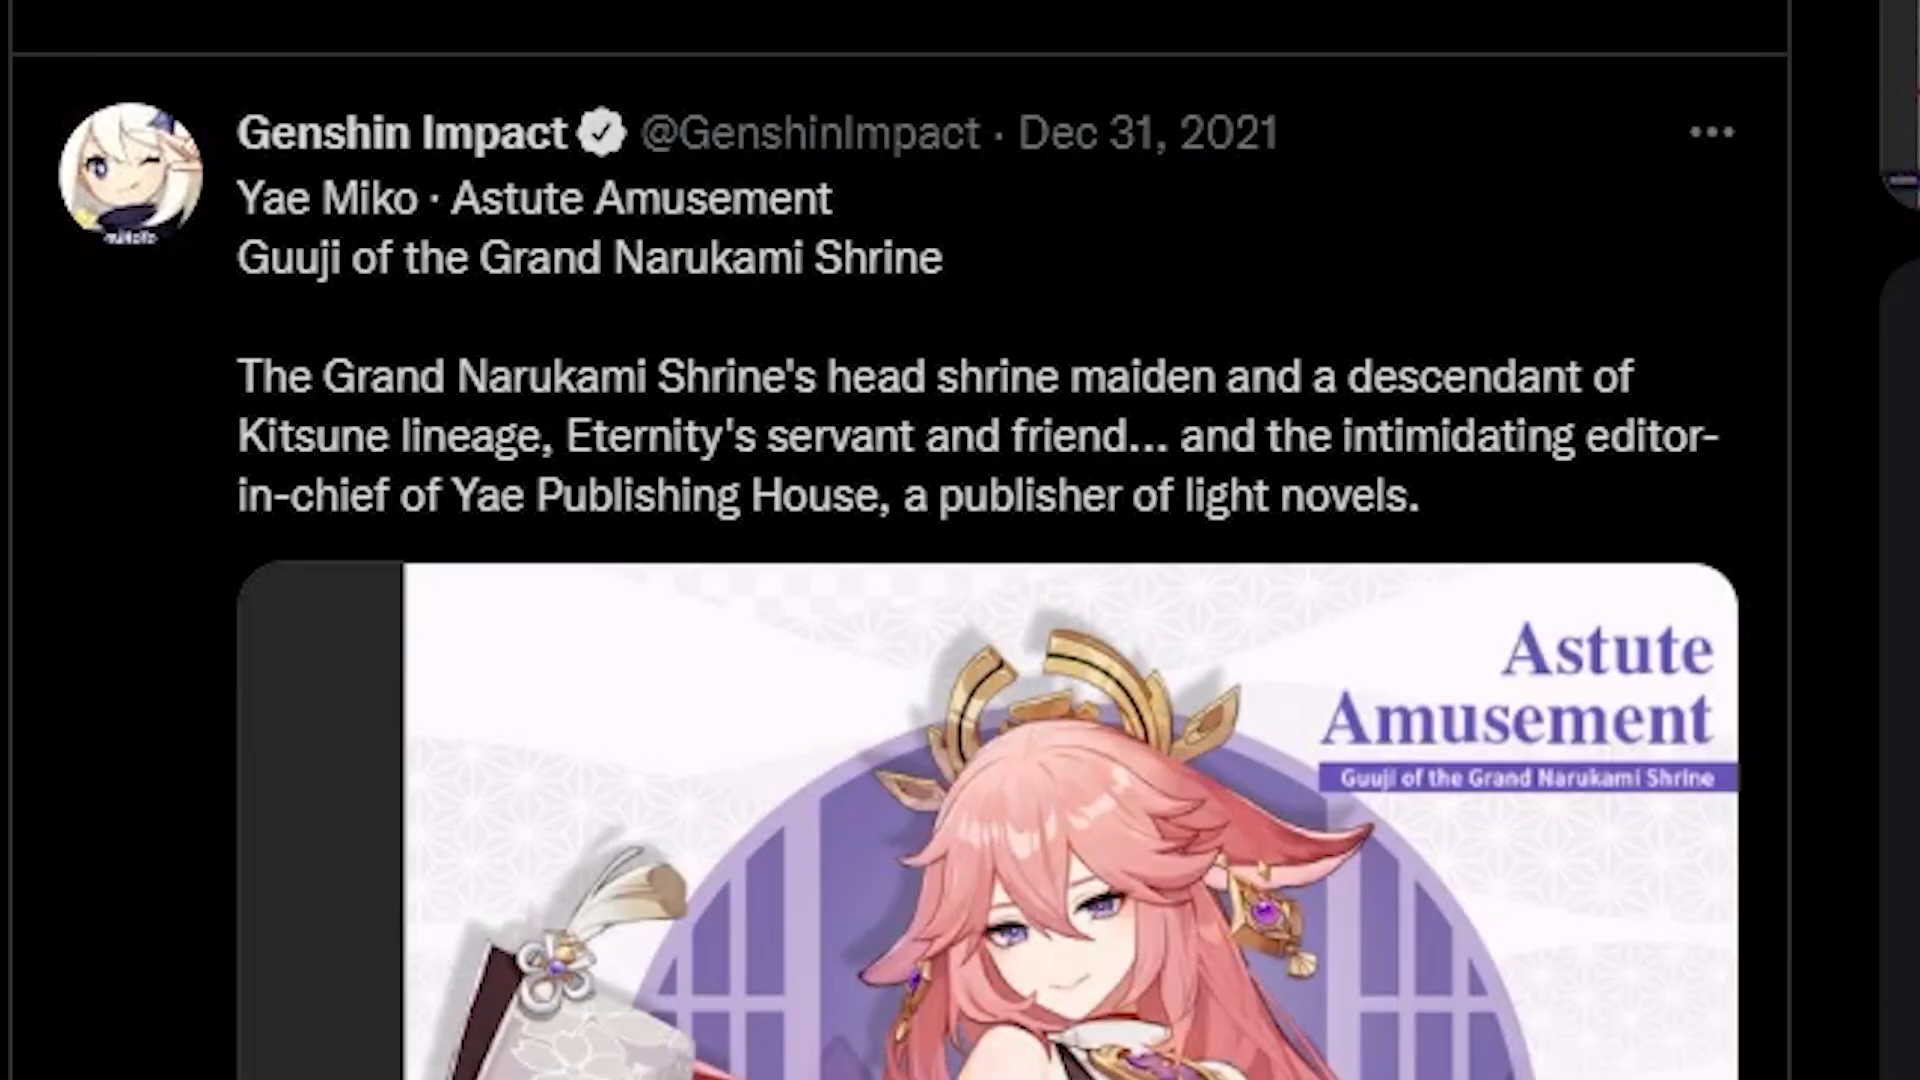 Genshin Impact @GenshinImpact · Dec 31, 2021
Yae Miko · Astute Amusement
Guuji of the Grand Narukami Shrine
The Grand Narukami Shrine's head shrine maiden and a descendant of
Kitsune lineage, Eternity's servant and friend... and the intimidating editor-
in-chief of Yae Publishing House, a publisher of light novels.
Astute
Amusement
Guuji of the Grand Narukami Shrine